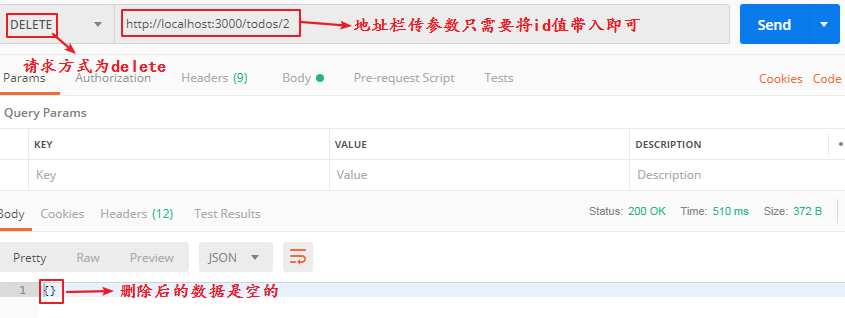 DELETE http://localhost:3000/todos/2 地址栏传参数只需要将id值带入即可 Send
请求方式为delete
Params Authorization Headers (9) Body Pre-request Script Tests Cookies Code
Query Params
KEY VALUE DESCRIPTION
Key Value Description
Body Cookies Headers (12) Test Results Status: 200 OK Time: 510 ms Size: 372 B
Pretty Raw Preview JSON
1 {} 删除后的数据是空的